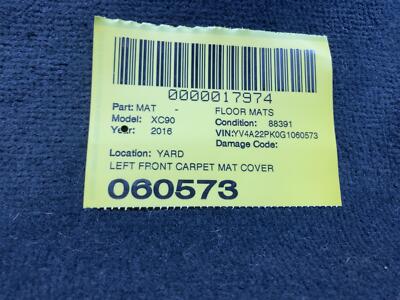 0000017974
Part: MAT - FLOOR MATS
Model: XC90 Condition: 88391
Year: 2016 VIN:YV4A22PK0G1060573
Damage Code:
Location: YARD
LEFT FRONT CARPET MAT COVER
060573